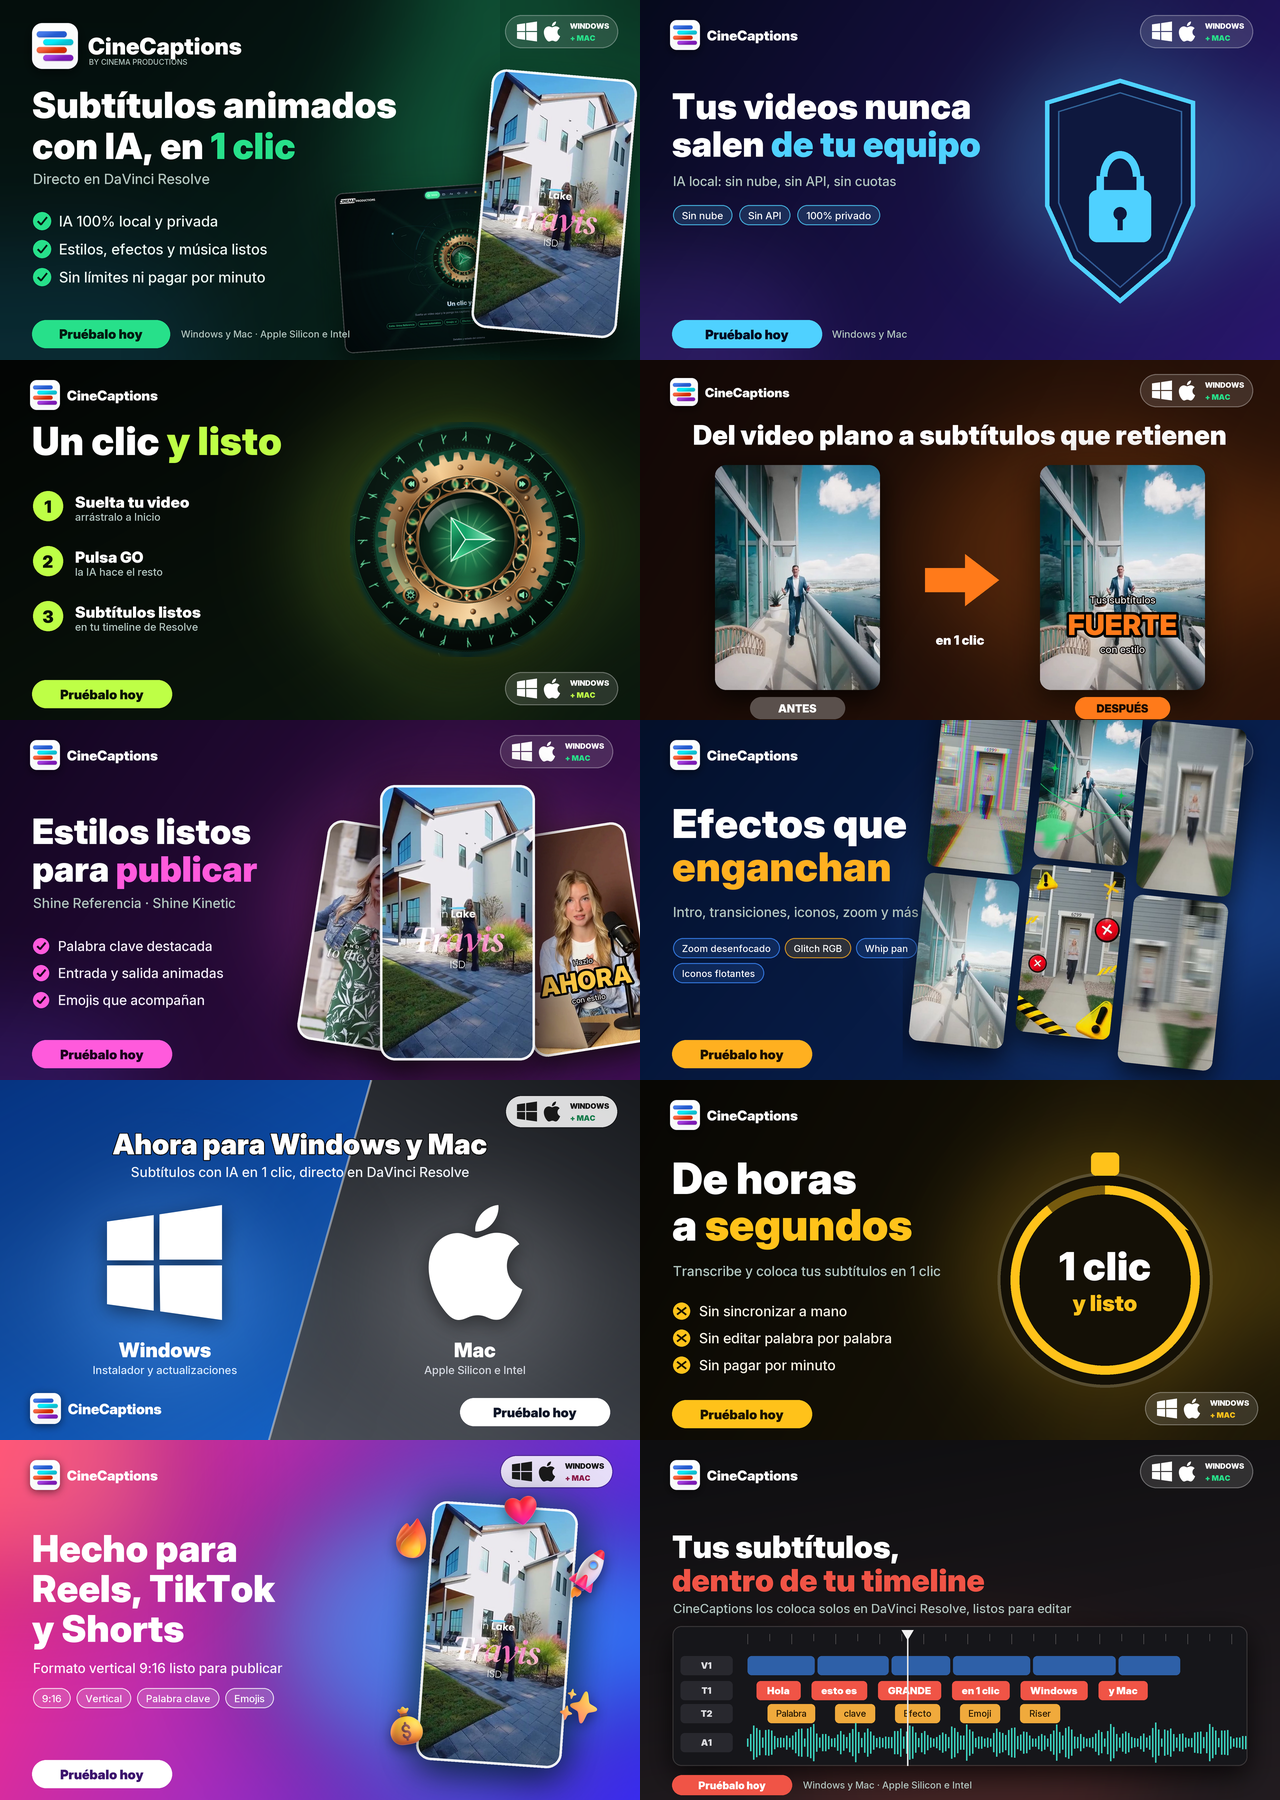 CineCaptions
BY CINEMA PRODUCTIONS
WINDOWS
+ MAC
Subtítulos animados
con IA, en 1 clic
Directo en DaVinci Resolve
IA 100% local y privada
Estilos, efectos y música listos
Sin límites ni pagar por minuto
Lake
Travis
ISD
Pruébalo hoy
Windows y Mac · Apple Silicon e Intel
CineCaptions
WINDOWS
+ MAC
Tus videos nunca
salen de tu equipo
IA local: sin nube, sin API, sin cuotas
Sin nube
Sin API
100% privado
Pruébalo hoy
Windows y Mac
CineCaptions
Un clic y listo
1
Suelta tu video
arrástralo a Inicio
2
Pulsa GO
la IA hace el resto
3
Subtítulos listos
en tu timeline de Resolve
Pruébalo hoy
WINDOWS
+ MAC
CineCaptions
WINDOWS
+ MAC
Del video plano a subtítulos que retienen
en 1 clic
Tus subtítulos
FUERTE
con estilo
ANTES
DESPUÉS
CineCaptions
WINDOWS
+ MAC
Estilos listos
para publicar
Shine Referencia · Shine Kinetic
Palabra clave destacada
Entrada y salida animadas
Emojis que acompañan
to the
n Lake
Travis
ISD
Hazlo
AHORA
con estilo
Pruébalo hoy
CineCaptions
Efectos que
enganchan
Intro, transiciones, iconos, zoom y más
Zoom desenfocado
Glitch RGB
Whip pan
Iconos flotantes
Pruébalo hoy
WINDOWS
+ MAC
Ahora para Windows y Mac
Subtítulos con IA en 1 clic, directo en DaVinci Resolve
Windows
Instalador y actualizaciones
Mac
Apple Silicon e Intel
CineCaptions
Pruébalo hoy
CineCaptions
De horas
a segundos
Transcribe y coloca tus subtítulos en 1 clic
Sin sincronizar a mano
Sin editar palabra por palabra
Sin pagar por minuto
1 clic
y listo
Pruébalo hoy
WINDOWS
+ MAC
CineCaptions
WINDOWS
+ MAC
Hecho para
Reels, TikTok
y Shorts
Formato vertical 9:16 listo para publicar
9:16
Vertical
Palabra clave
Emojis
n Lake
Travis
ISD
Pruébalo hoy
CineCaptions
WINDOWS
+ MAC
Tus subtítulos,
dentro de tu timeline
CineCaptions los coloca solos en DaVinci Resolve, listos para editar
V1
T1 Hola esto es GRANDE en 1 clic Windows y Mac
T2 Palabra clave Efecto Emoji Riser
A1
Pruébalo hoy
Windows y Mac · Apple Silicon e Intel